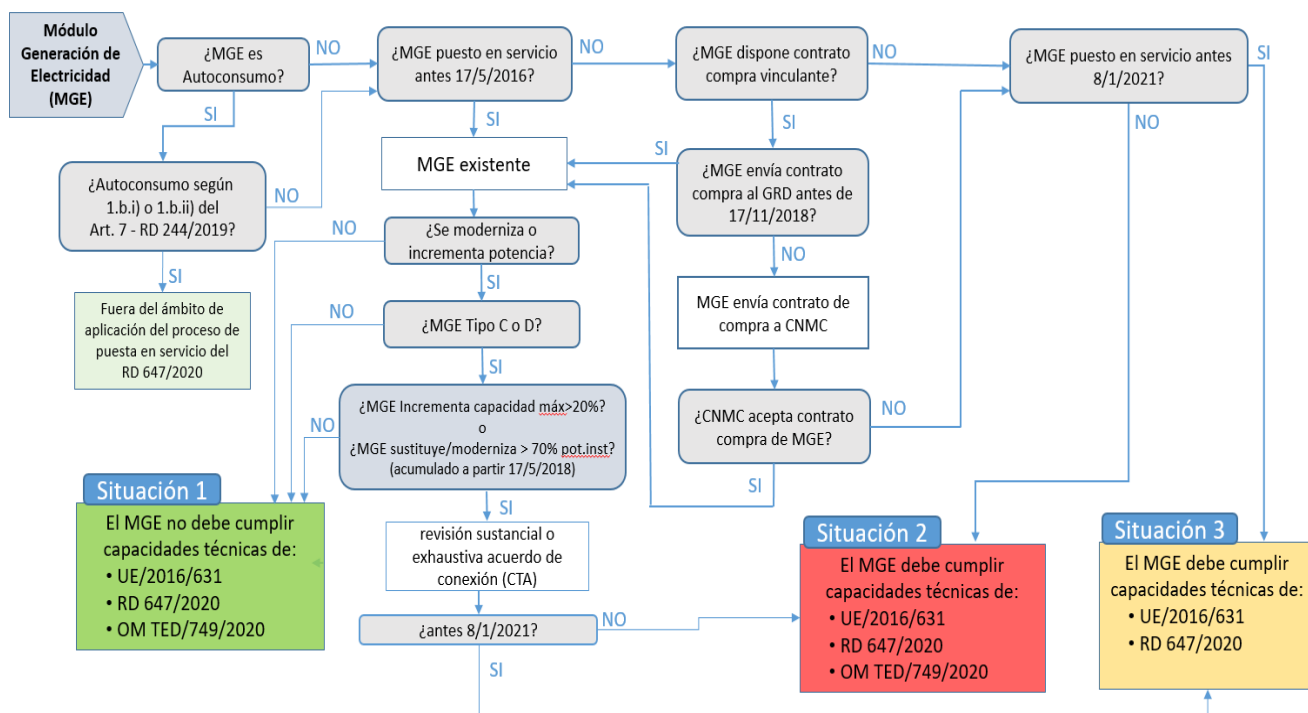 Módulo
Generación de
Electricidad
(MGE)
¿MGE es
Autoconsumo?
NO
SI
¿MGE puesto en servicio
antes 17/5/2016?
NO
SI
¿MGE dispone contrato
compra vinculante?
NO
SI
¿MGE puesto en servicio antes
8/1/2021?
SI
NO
¿Autoconsumo según
1.b.i) o 1.b.ii) del
Art. 7 - RD 244/2019?
NO
SI
Fuera del ámbito de
aplicación del proceso de
puesta en servicio del
RD 647/2020
MGE existente
SI
¿MGE envía contrato
compra al GRD antes de
17/11/2018?
NO
¿Se moderniza o
incrementa potencia?
NO
SI
MGE envía contrato de
compra a CNMC
¿MGE Tipo C o D?
NO
SI
¿MGE Incrementa capacidad máx>20%?
o
¿MGE sustituye/moderniza > 70% pot.inst?
(acumulado a partir 17/5/2018)
NO
SI
¿CNMC acepta contrato
compra de MGE?
NO
SI
revisión sustancial o
exhaustiva acuerdo de
conexión (CTA)
¿antes 8/1/2021?
NO
SI
Situación 1
El MGE no debe cumplir
capacidades técnicas de:
• UE/2016/631
• RD 647/2020
• OM TED/749/2020
Situación 2
El MGE debe cumplir
capacidades técnicas de:
• UE/2016/631
• RD 647/2020
• OM TED/749/2020
Situación 3
El MGE debe cumplir
capacidades técnicas de:
• UE/2016/631
• RD 647/2020